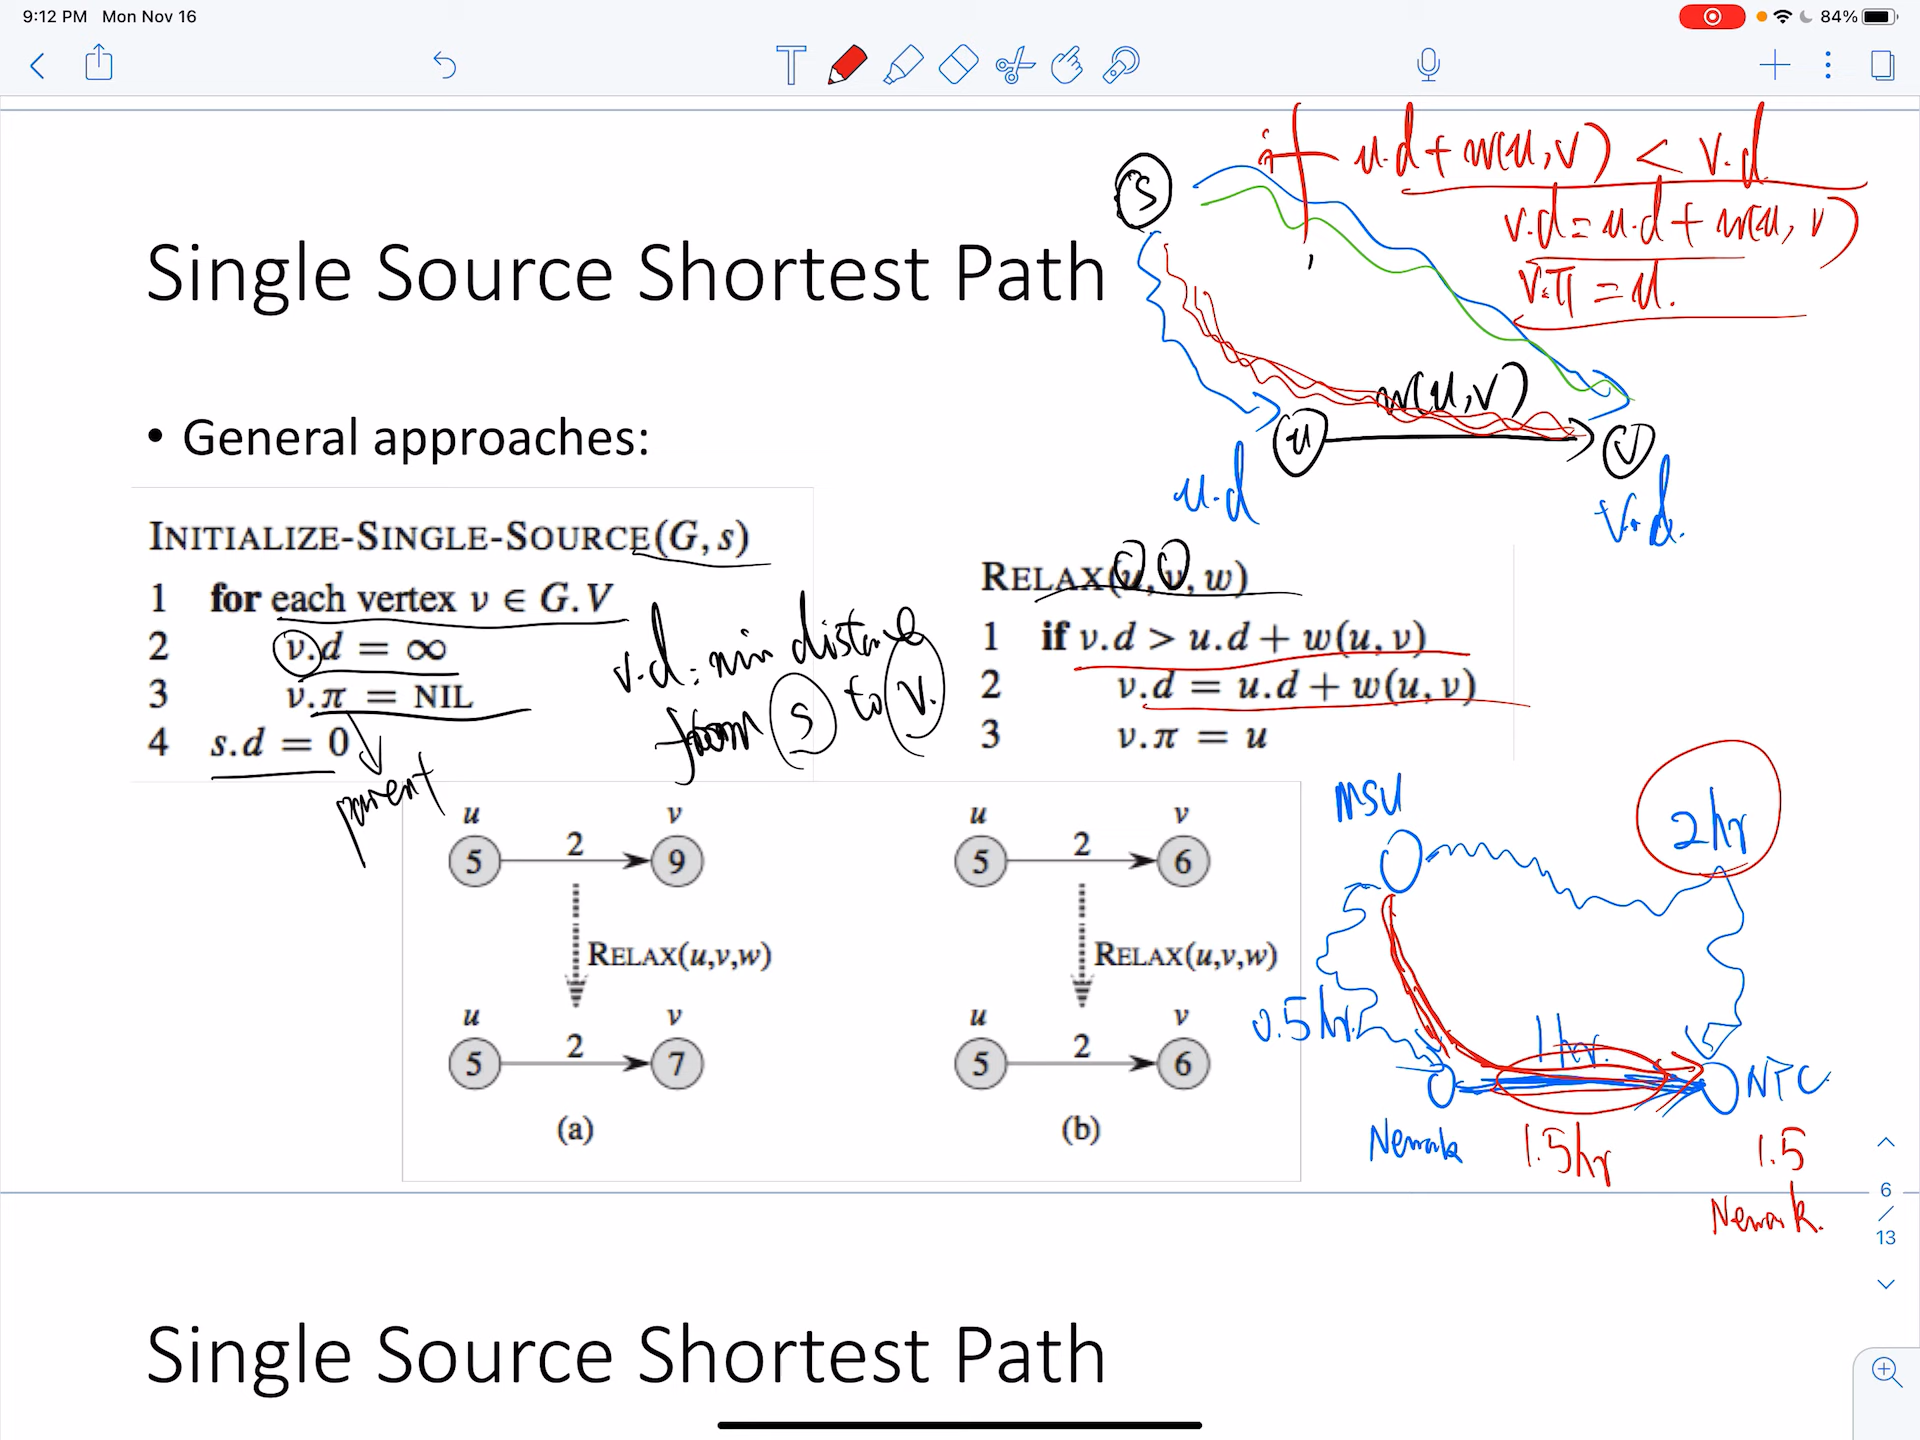 9:12 PM Mon Nov 16
84%
if u.d + w(u,v) < v.d
v.d = u.d + w(u,v)
v.π = u.
S
Single Source Shortest Path
w(u,v)
u
v
u.d
v.d.
• General approaches:
INITIALIZE-SINGLE-SOURCE(G, s)
1 for each vertex v ∈ G.V
2 v.d = ∞
3 v.π = NIL
4 s.d = 0
parent
v.d: min distance
from s to v.
RELAX(u, v, w)
1 if v.d > u.d + w(u, v)
2 v.d = u.d + w(u, v)
3 v.π = u
u v
5 2 9
RELAX(u,v,w)
u v
5 2 7
(a)
u v
5 2 6
RELAX(u,v,w)
u v
5 2 6
(b)
MSU
2hr
0.5hr.
1hr.
NYC
Newark
1.5hr
1.5
Newark.
6
/
13
Single Source Shortest Path